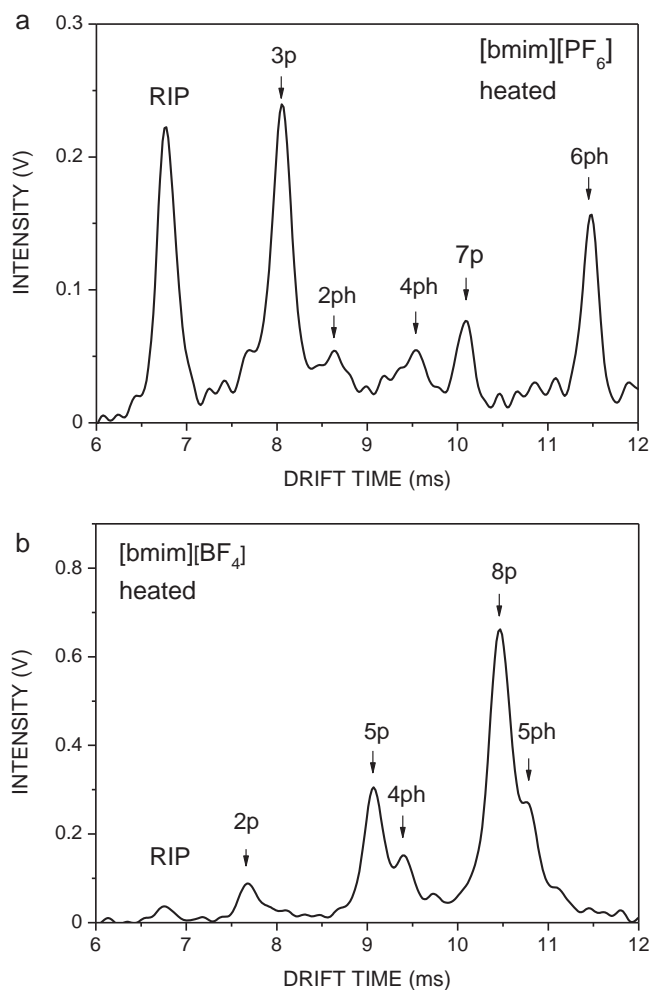 a
0.3
3p
[bmim][PF₆]
RIP
heated
0.2
6ph
INTENSITY (V)
7p
0.1
2ph
4ph
0
6 7 8 9 10 11 12
DRIFT TIME (ms)
b
[bmim][BF₄]
0.8
8p
heated
0.6
INTENSITY (V)
5p
5ph
0.4
4ph
2p
0.2
RIP
0
6 7 8 9 10 11 12
DRIFT TIME (ms)